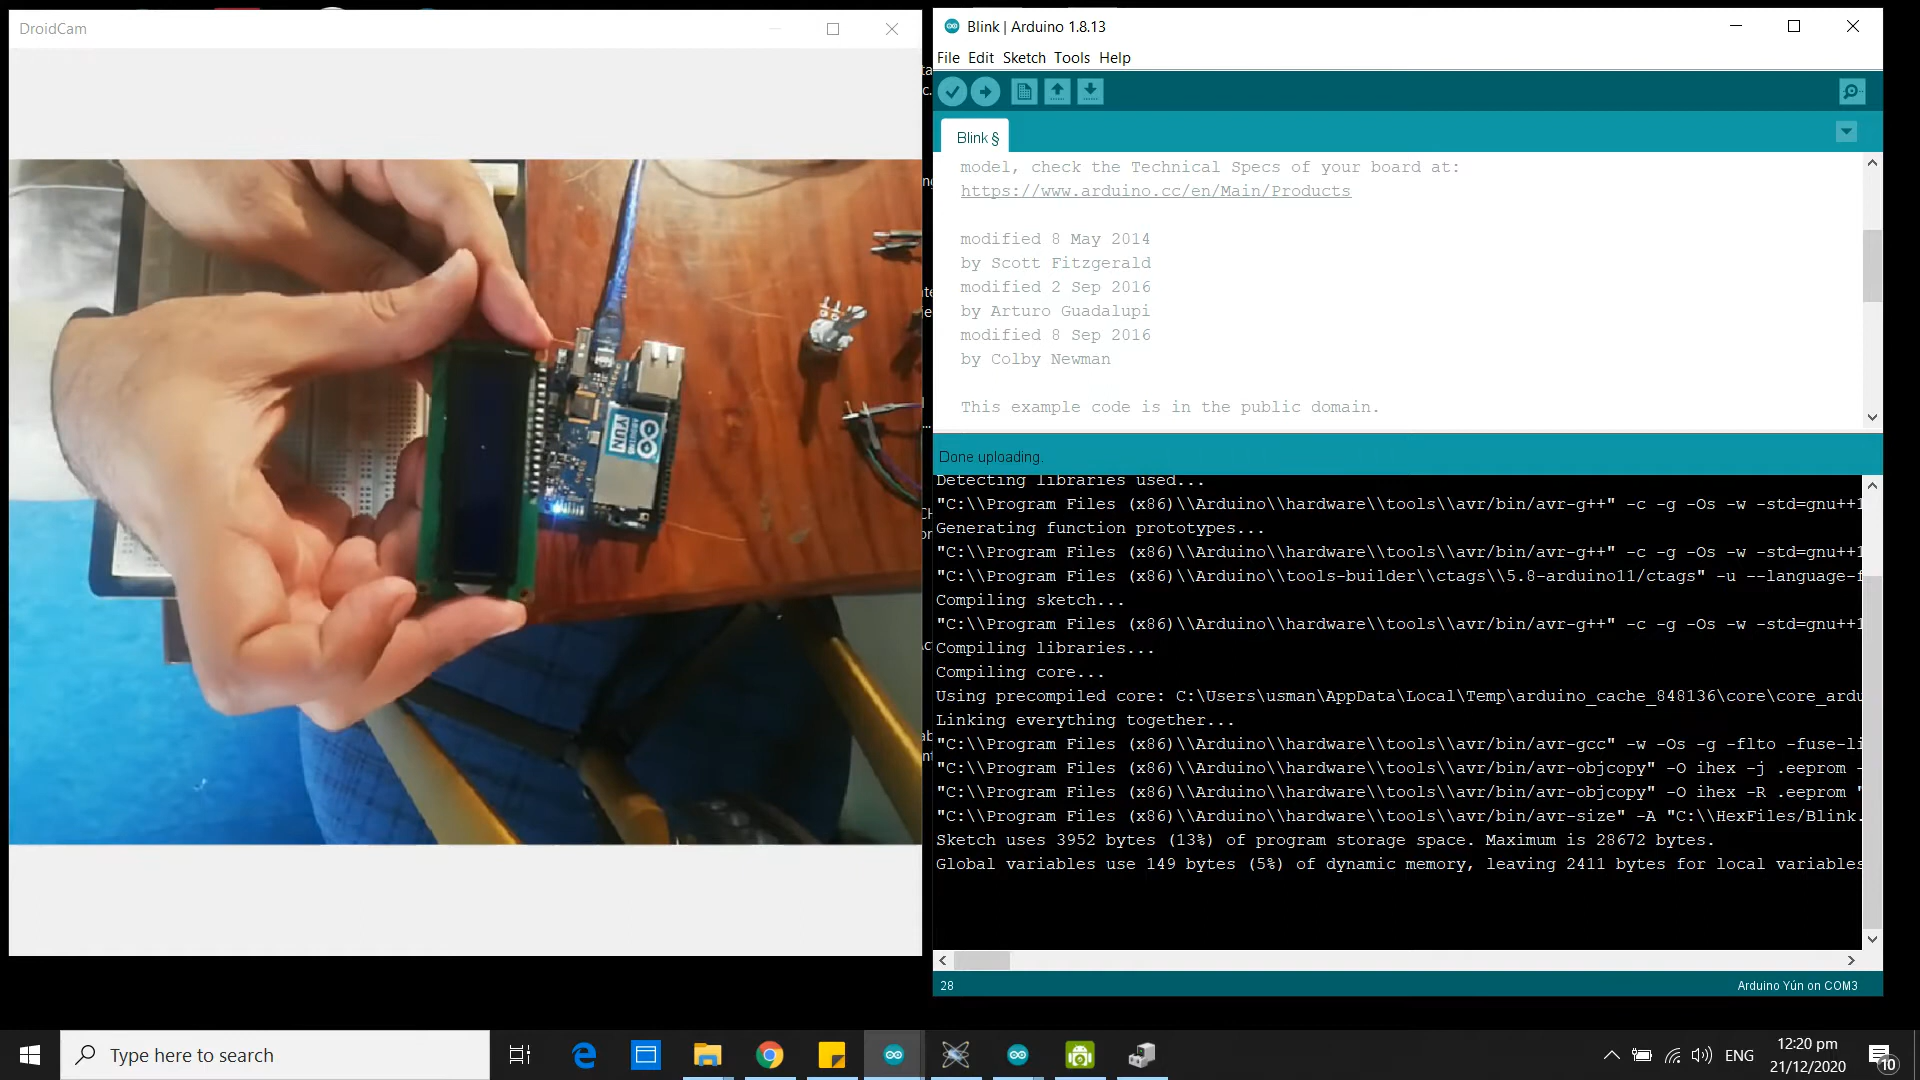 DroidCam
Blink | Arduino 1.8.13
File Edit Sketch Tools Help
Blink §
model, check the Technical Specs of your board at:
https://www.arduino.cc/en/Main/Products
modified 8 May 2014
by Scott Fitzgerald
modified 2 Sep 2016
by Arturo Guadalupi
modified 8 Sep 2016
by Colby Newman
This example code is in the public domain.
ARDUINO
YUN
Done uploading.
Detecting libraries used...
"C:\\Program Files (x86)\\Arduino\\hardware\\tools\\avr/bin/avr-g++" -c -g -Os -w -std=gnu++1
Generating function prototypes...
"C:\\Program Files (x86)\\Arduino\\hardware\\tools\\avr/bin/avr-g++" -c -g -Os -w -std=gnu++1
"C:\\Program Files (x86)\\Arduino\\tools-builder\\ctags\\5.8-arduino11/ctags" -u --language-f
Compiling sketch...
"C:\\Program Files (x86)\\Arduino\\hardware\\tools\\avr/bin/avr-g++" -c -g -Os -w -std=gnu++1
Compiling libraries...
Compiling core...
Using precompiled core: C:\Users\usman\AppData\Local\Temp\arduino_cache_848136\core\core_ardu
Linking everything together...
"C:\\Program Files (x86)\\Arduino\\hardware\\tools\\avr/bin/avr-gcc" -w -Os -g -flto -fuse-li
"C:\\Program Files (x86)\\Arduino\\hardware\\tools\\avr/bin/avr-objcopy" -O ihex -j .eeprom -
"C:\\Program Files (x86)\\Arduino\\hardware\\tools\\avr/bin/avr-objcopy" -O ihex -R .eeprom "
"C:\\Program Files (x86)\\Arduino\\hardware\\tools\\avr/bin/avr-size" -A "C:\\HexFiles/Blink.
Sketch uses 3952 bytes (13%) of program storage space. Maximum is 28672 bytes.
Global variables use 149 bytes (5%) of dynamic memory, leaving 2411 bytes for local variables
28
Arduino Yún on COM3
Type here to search
ENG
12:20 pm
21/12/2020
10